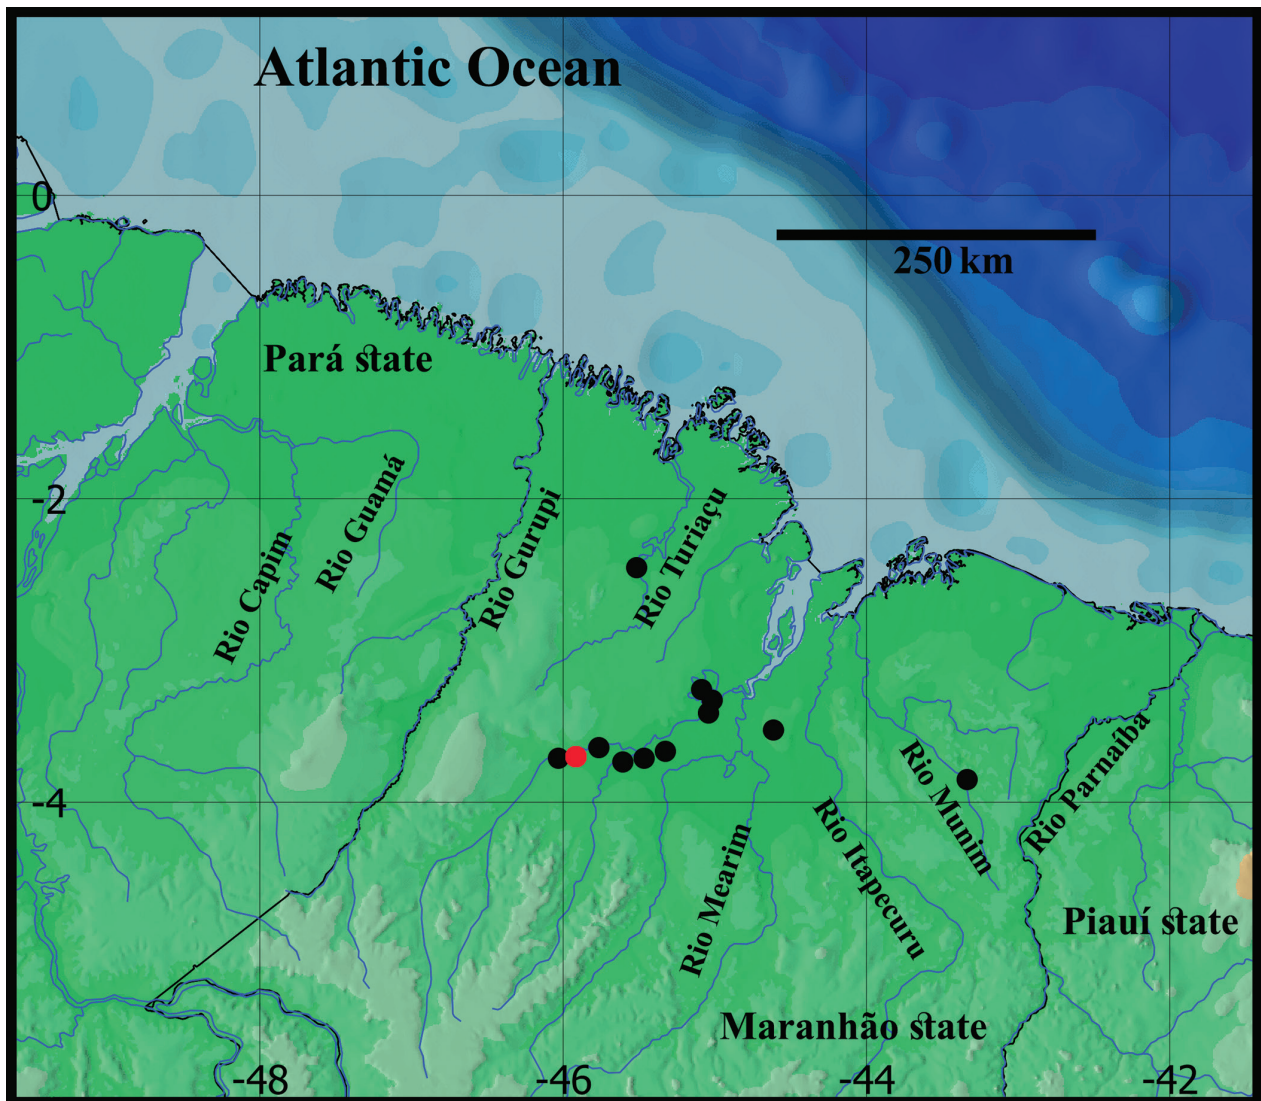 Atlantic Ocean
0
250 km
Pará state
-2
Rio Capim
Rio Guamá
Rio Gurupi
Rio Turiaçu
-4
Rio Mearim
Rio Itapecuru
Rio Munim
Rio Parnaíba
Piauí state
Maranhão state
-48
-46
-44
-42